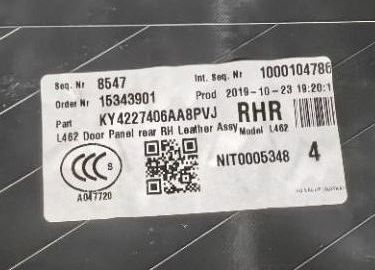 Seq. Nr 8547 Int. Seq. Nr 1000104786
Order Nr 15343901 Prod 2019-10-23 19:20:1
Part KY4227406AA8PVJ RHR
L462 Door Panel rear RH Leather Assy Model L462
CCC S NIT0005348 4
A047720